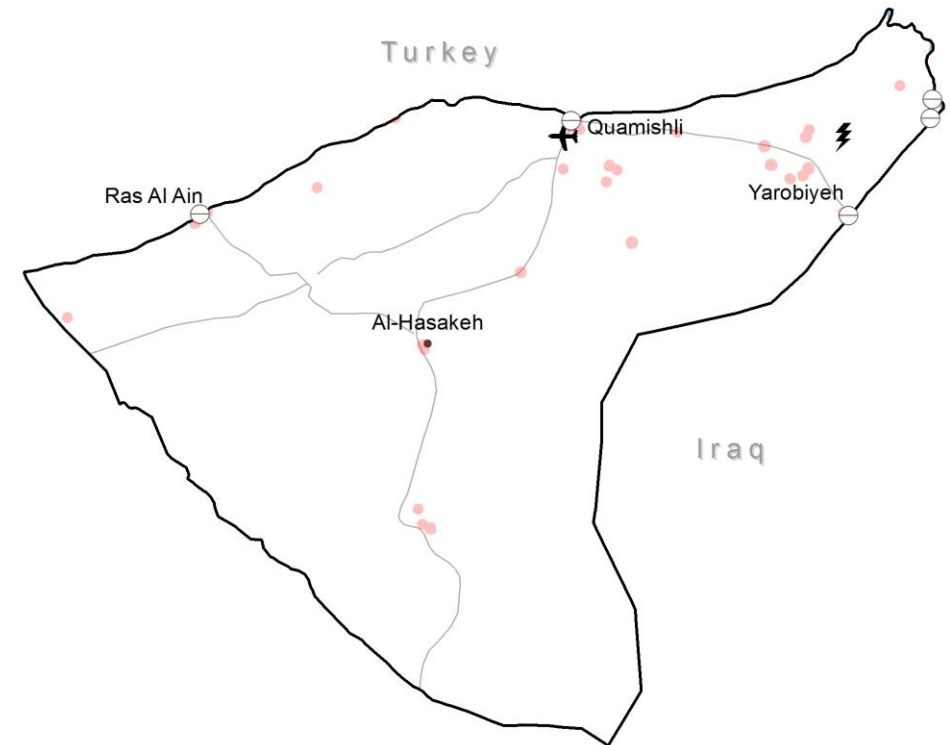 Turkey
Quamishli
Ras Al Ain
Yarobiyeh
Al-Hasakeh
Iraq